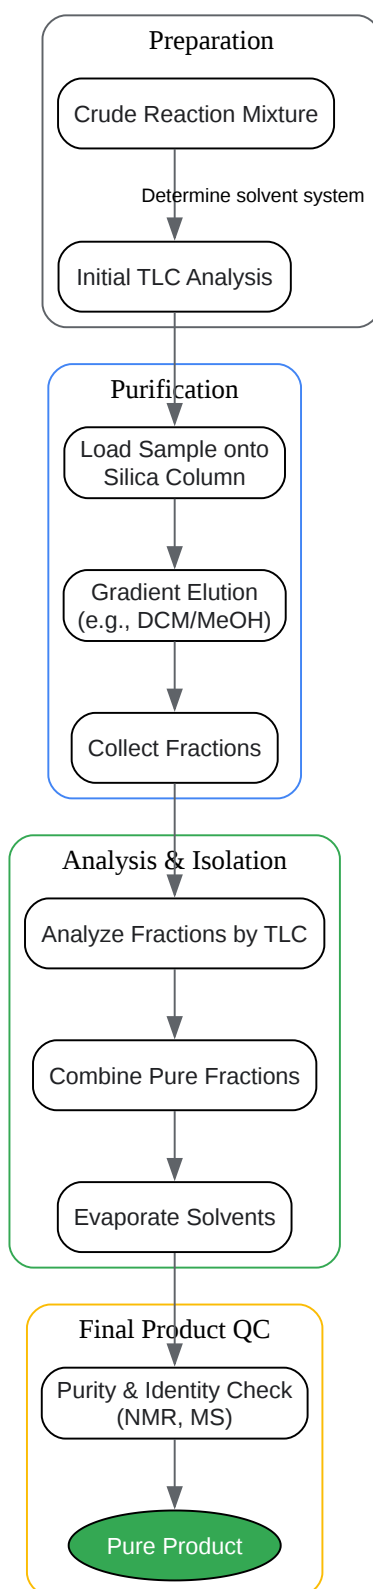 Preparation
Crude Reaction Mixture
Determine solvent system
Initial TLC Analysis
Purification
Load Sample onto
Silica Column
Gradient Elution
(e.g., DCM/MeOH)
Collect Fractions
Analysis & Isolation
Analyze Fractions by TLC
Combine Pure Fractions
Evaporate Solvents
Final Product QC
Purity & Identity Check
(NMR, MS)
Pure Product